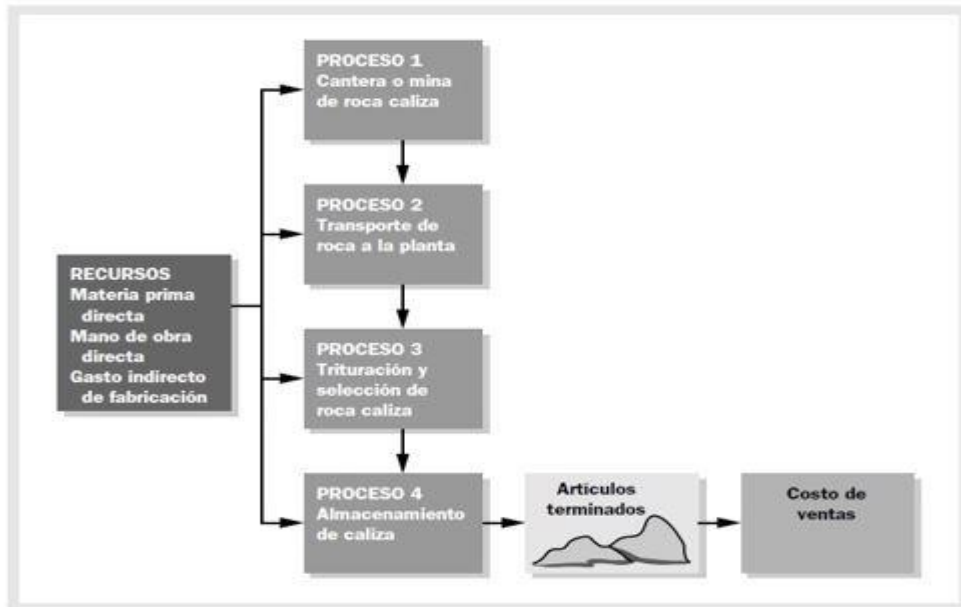 PROCESO 1
Cantera o mina
de roca caliza
PROCESO 2
Transporte de
roca a la planta
RECURSOS
Materia prima
directa
Mano de obra
directa
Gasto indirecto
de fabricación
PROCESO 3
Trituración y
selección de
roca caliza
PROCESO 4
Almacenamiento
de caliza
Artículos
terminados
Costo de
ventas